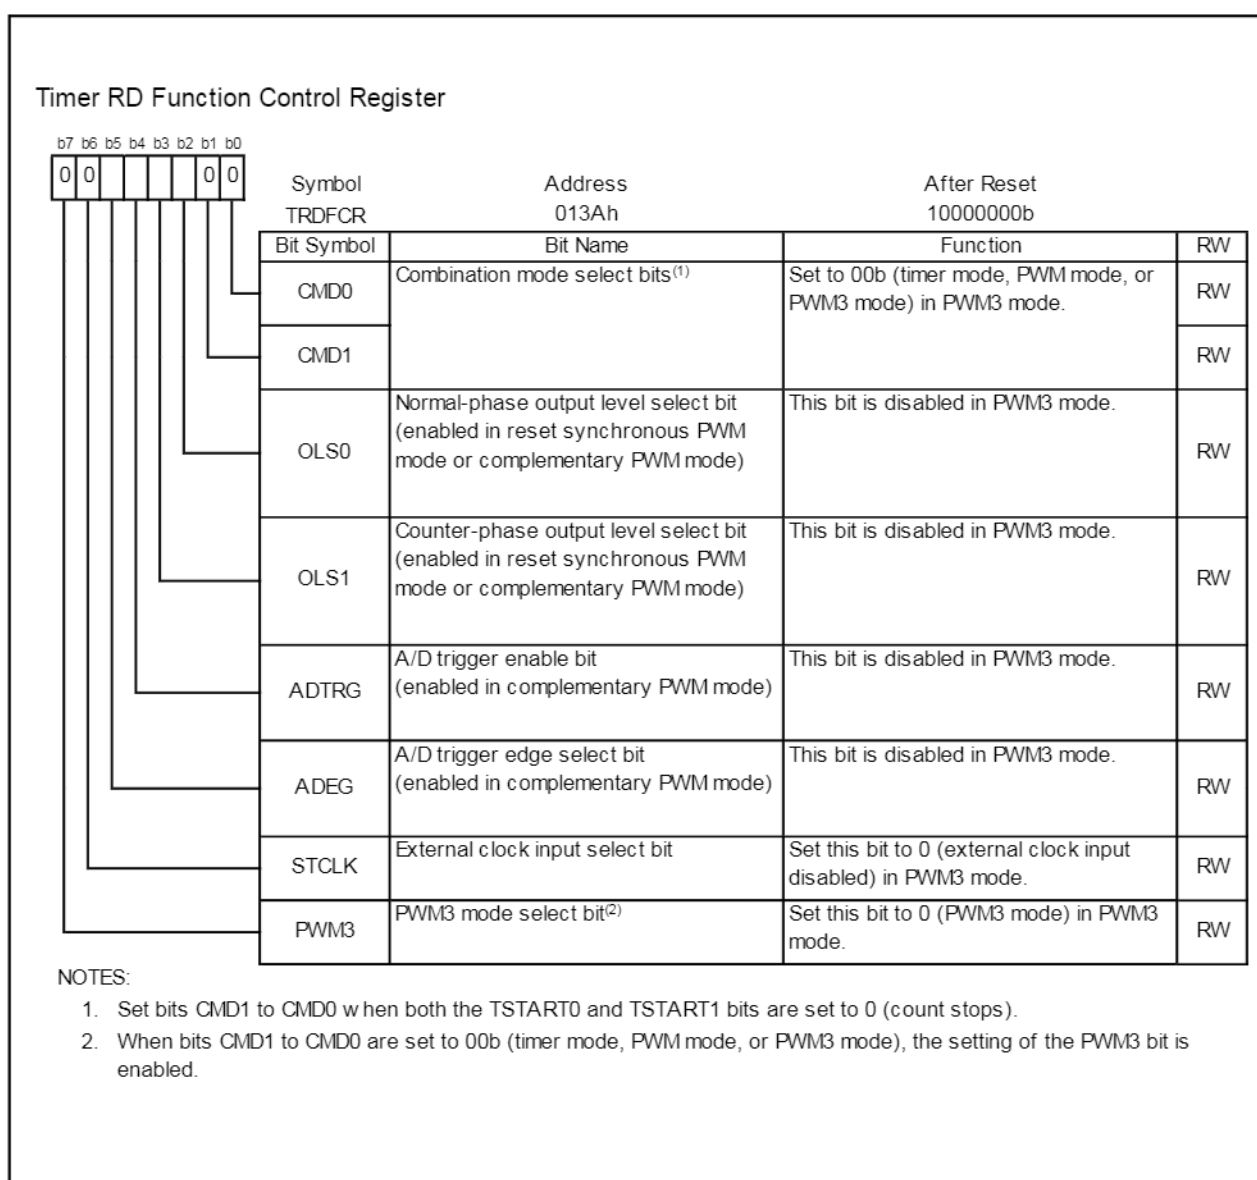 Timer RD Function Control Register
b7 b6 b5 b4 b3 b2 b1 b0
0 0 0 0
Symbol Address After Reset
TRDFCR 013Ah 10000000b
Bit Symbol Bit Name Function RW
CMD0 Combination mode select bits(1) Set to 00b (timer mode, PWM mode, or RW
PWM3 mode) in PWM3 mode.
CMD1 RW
Normal-phase output level select bit This bit is disabled in PWM3 mode.
(enabled in reset synchronous PWM
OLS0 mode or complementary PWM mode) RW
Counter-phase output level select bit This bit is disabled in PWM3 mode.
(enabled in reset synchronous PWM
OLS1 mode or complementary PWM mode) RW
A/D trigger enable bit This bit is disabled in PWM3 mode.
ADTRG (enabled in complementary PWM mode) RW
A/D trigger edge select bit This bit is disabled in PWM3 mode.
ADEG (enabled in complementary PWM mode) RW
STCLK External clock input select bit Set this bit to 0 (external clock input RW
disabled) in PWM3 mode.
PWM3 PWM3 mode select bit(2) Set this bit to 0 (PWM3 mode) in PWM3 RW
mode.
NOTES:
1. Set bits CMD1 to CMD0 when both the TSTART0 and TSTART1 bits are set to 0 (count stops).
2. When bits CMD1 to CMD0 are set to 00b (timer mode, PWM mode, or PWM3 mode), the setting of the PWM3 bit is
enabled.